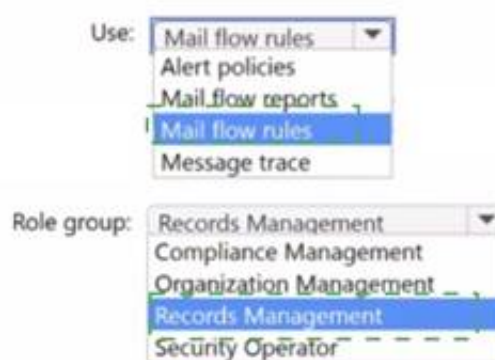 Use: Mail flow rules
Alert policies
Mail flow reports
Mail flow rules
Message trace
Role group: Records Management
Compliance Management
Organization Management
Records Management
Security Operator